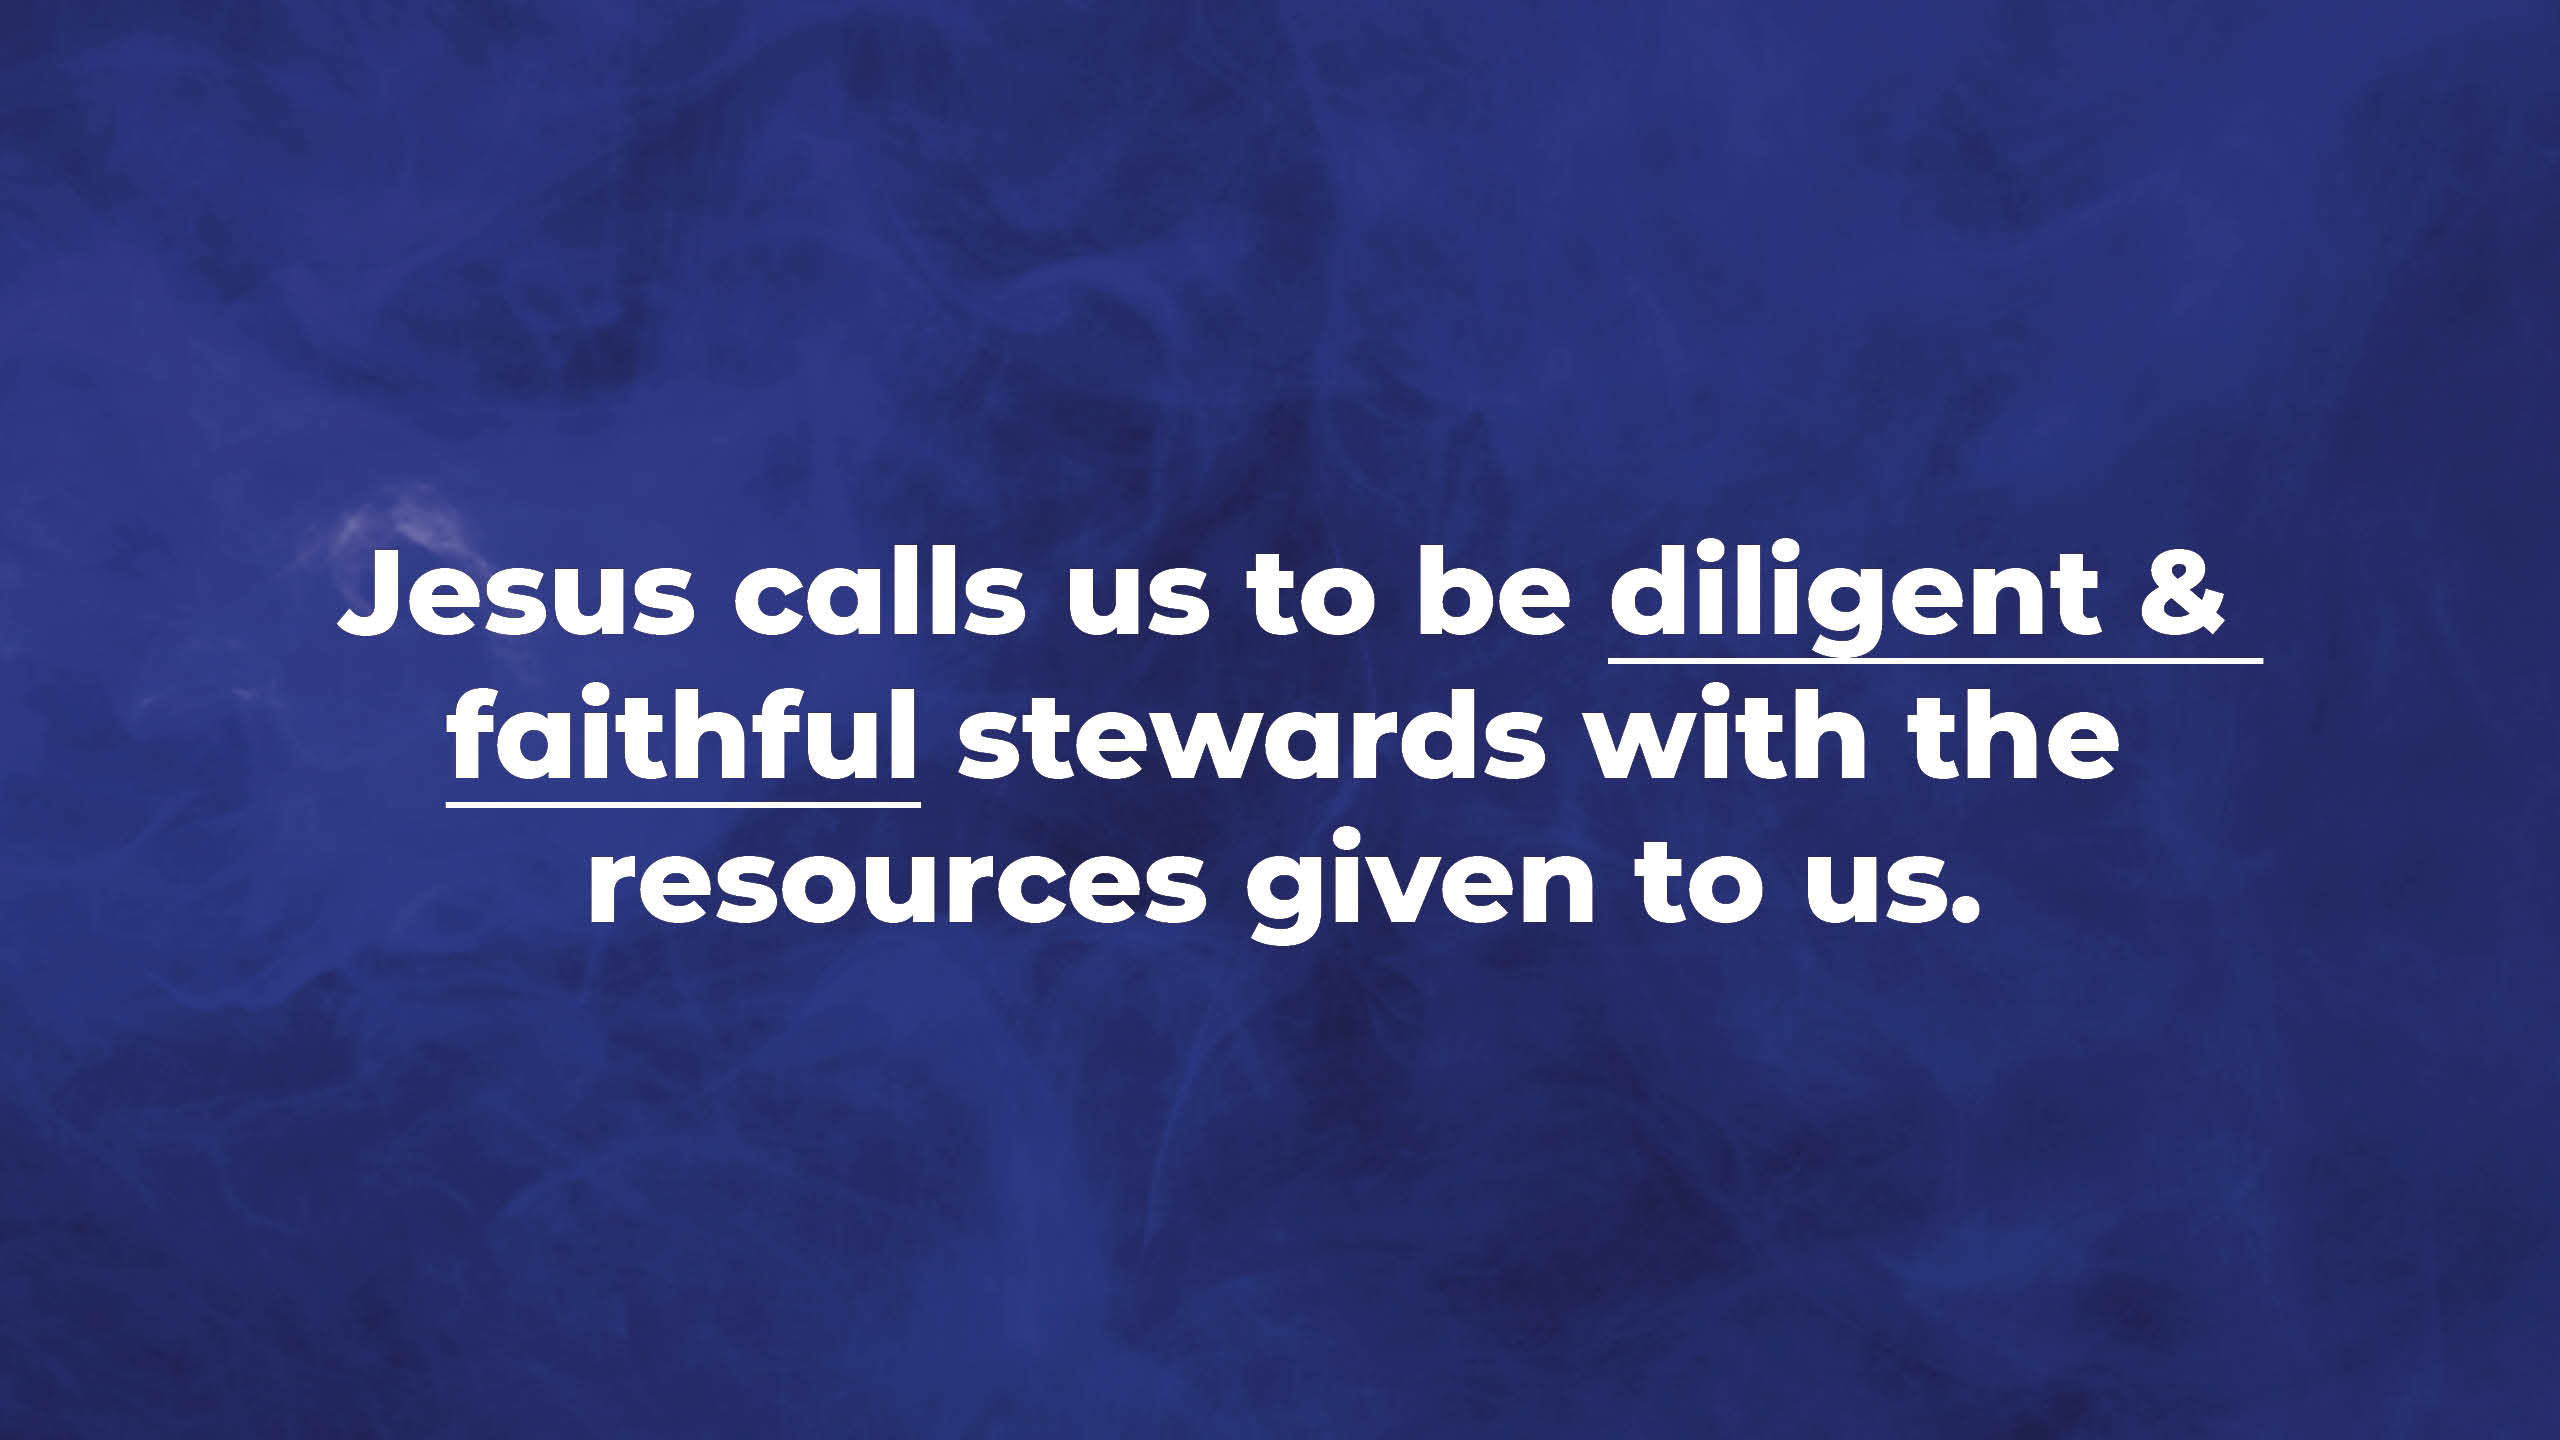 Jesus calls us to be diligent &
faithful stewards with the
resources given to us.